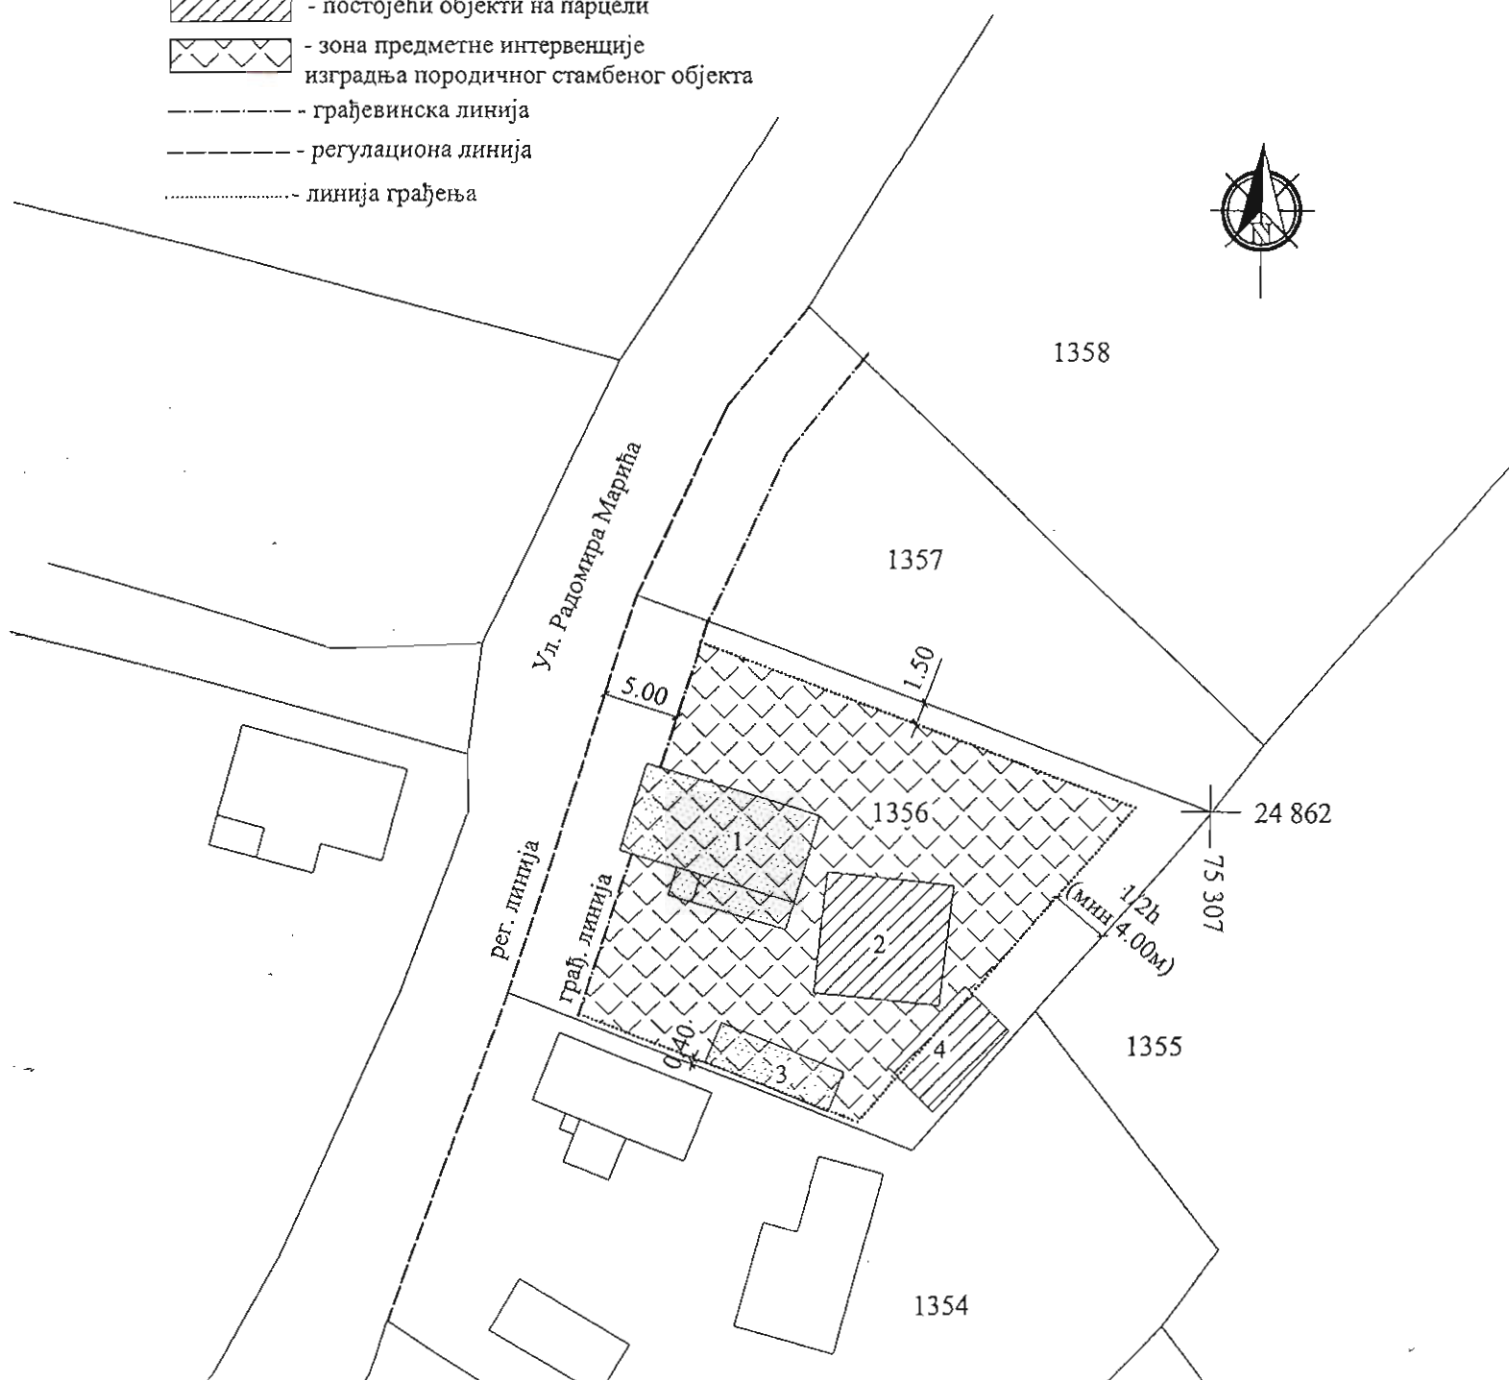 - постојећи објекти на парцели
- зона предметне интервенције
изградња породичног стамбеног објекта
- грађевинска линија
- регулациона линија
- линија грађења
N
1358
Ул. Радомира Марића
1357
1.50
5.00
1356
24 862
75 307
1
1/2h
(мин 4.00м)
рег. линија
грађ. линија
2
0.40
3
4
1355
1354